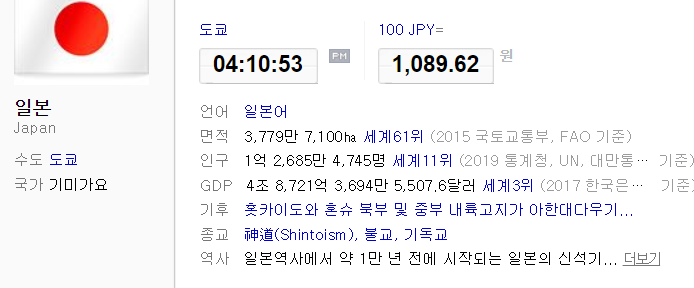 일본
Japan
수도 도쿄
국가 기미가요
도쿄
04:10:53 PM
100 JPY=
1,089.62 원
언어 일본어
면적 3,779만 7,100㏊ 세계61위 (2015 국토교통부, FAO 기준)
인구 1억 2,685만 4,745명 세계11위 (2019 통계청, UN, 대만통… 기준)
GDP 4조 8,721억 3,694만 5,507,6달러 세계3위 (2017 한국은… 기준)
기후 홋카이도와 혼슈 북부 및 중부 내륙고지가 아한대다우기...
종교 神道(Shintoism), 불교, 기독교
역사 일본역사에서 약 1만 년 전에 시작되는 일본의 신석기... 더보기